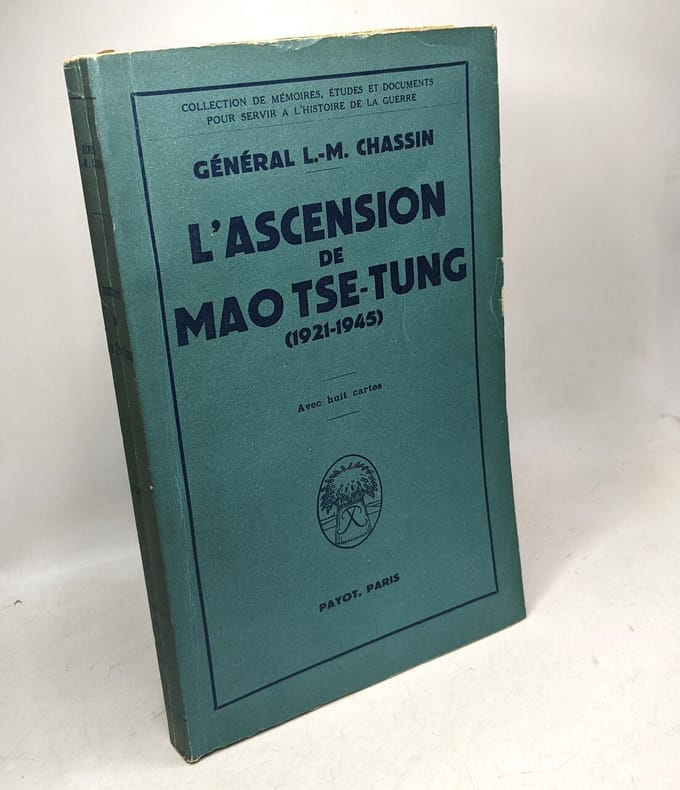 COLLECTION DE MÉMOIRES, ÉTUDES ET DOCUMENTS
POUR SERVIR A L'HISTOIRE DE LA GUERRE
GÉNÉRAL L.-M. CHASSIN
L'ASCENSION
DE
MAO TSE-TUNG
(1921-1945)
Avec huit cartes
PAYOT, PARIS